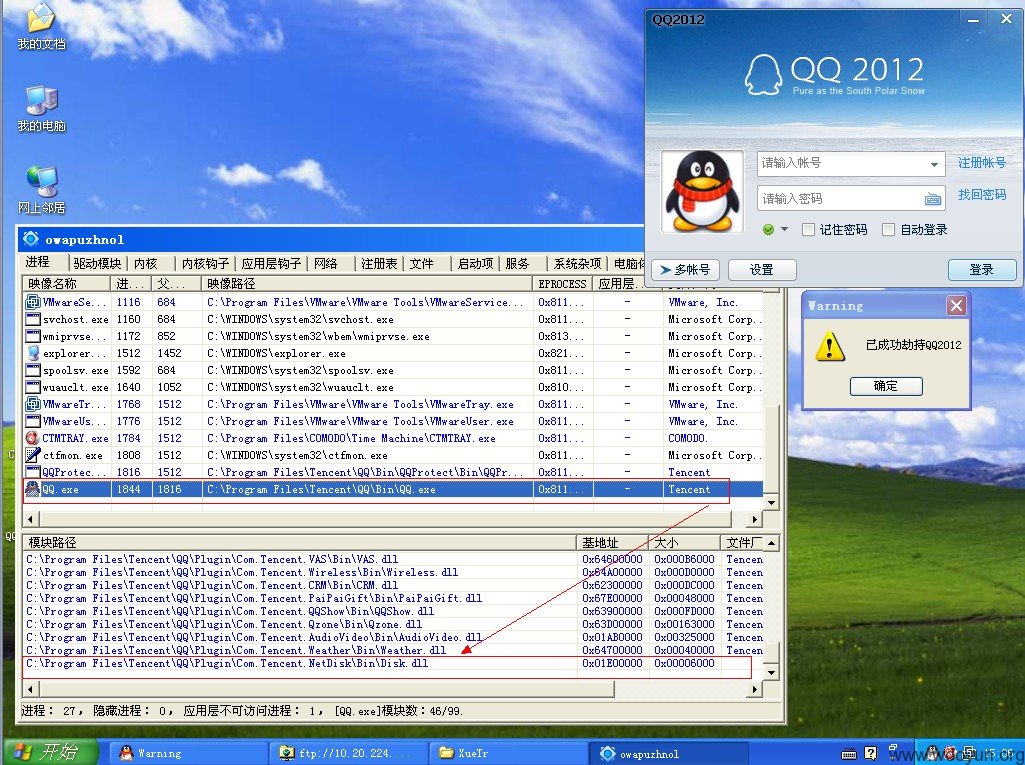 我的文档
我的电脑
网上邻居
QQ2012
QQ 2012
Pure as the South Polar Snow
请输入帐号
注册帐号
请输入密码
找回密码
记住密码 自动登录
多帐号 设置 登录
Warning
已成功劫持QQ2012
确定
owapuzhnol
进程 驱动模块 内核 内核钩子 应用层钩子 网络 注册表 文件 启动项 服务 系统杂项
映像名称 进... 父... 映像路径 EPROCESS 应用层...
VMwareSe... 1116 684 C:\Program Files\VMware\VMware Tools\VMwareService... 0x811... - VMware, Inc.
svchost.exe 1160 684 C:\WINDOWS\system32\svchost.exe 0x811... - Microsoft Corp..
wmiprvse... 1172 852 C:\WINDOWS\system32\wbem\wmiprvse.exe 0x813... - Microsoft Corp..
explorer... 1512 1452 C:\WINDOWS\explorer.exe 0x821... - Microsoft Corp..
spoolsv.exe 1592 684 C:\WINDOWS\system32\spoolsv.exe 0x811... - Microsoft Corp..
wuauclt.exe 1640 1052 C:\WINDOWS\system32\wuauclt.exe 0x810... - Microsoft Corp..
VMwareTr... 1768 1512 C:\Program Files\VMware\VMware Tools\VMwareTray.exe 0x811... - VMware, Inc.
VMwareUs... 1776 1512 C:\Program Files\VMware\VMware Tools\VMwareUser.exe 0x811... - VMware, Inc.
CTMTRAY.exe 1784 1512 C:\Program Files\COMODO\Time Machine\CTMTRAY.exe 0x811... - COMODO.
ctfmon.exe 1808 1512 C:\WINDOWS\system32\ctfmon.exe 0x811... - Microsoft Corp..
QQProtec... 1816 1512 C:\Program Files\Tencent\QQ\Bin\QQProtect\Bin\QQPr... 0x811... - Tencent
QQ.exe 1844 1816 C:\Program Files\Tencent\QQ\Bin\QQ.exe 0x811... - Tencent
模块路径 基地址 大小 文件厂
C:\Program Files\Tencent\QQ\Plugin\Com.Tencent.VAS\Bin\VAS.dll 0x64600000 0x000B6000 Tencen
C:\Program Files\Tencent\QQ\Plugin\Com.Tencent.Wireless\Bin\Wireless.dll 0x64A00000 0x000D0000 Tencen
C:\Program Files\Tencent\QQ\Plugin\Com.Tencent.CRM\Bin\CRM.dll 0x62300000 0x000DC000 Tencen
C:\Program Files\Tencent\QQ\Plugin\Com.Tencent.PaiPaiGift\Bin\PaiPaiGift.dll 0x67E00000 0x00048000 Tencen
C:\Program Files\Tencent\QQ\Plugin\Com.Tencent.QQShow\Bin\QQShow.dll 0x63900000 0x000FD000 Tencen
C:\Program Files\Tencent\QQ\Plugin\Com.Tencent.Qzone\Bin\Qzone.dll 0x63D00000 0x00163000 Tencen
C:\Program Files\Tencent\QQ\Plugin\Com.Tencent.AudioVideo\Bin\AudioVideo.dll 0x01AB0000 0x00325000 Tencen
C:\Program Files\Tencent\QQ\Plugin\Com.Tencent.Weather\Bin\Weather.dll 0x64700000 0x00040000 Tencen
C:\Program Files\Tencent\QQ\Plugin\Com.Tencent.NetDisk\Bin\Disk.dll 0x01E00000 0x00006000
进程: 27, 隐藏进程: 0, 应用层不可访问进程: 1, [QQ.exe]模块数:46/99.
开始 Warning ftp://10.20.224.... XueTr owapuzhnol 15:06
www.wooyun.org